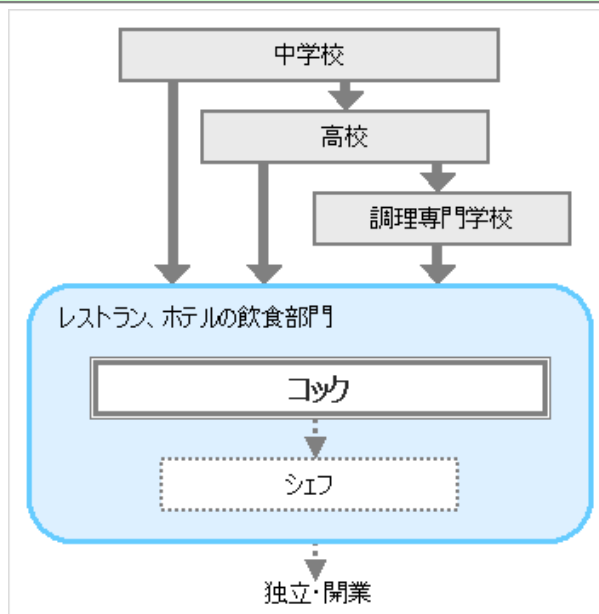 中学校
高校
調理専門学校
レストラン、ホテルの飲食部門
コック
シェフ
独立・開業